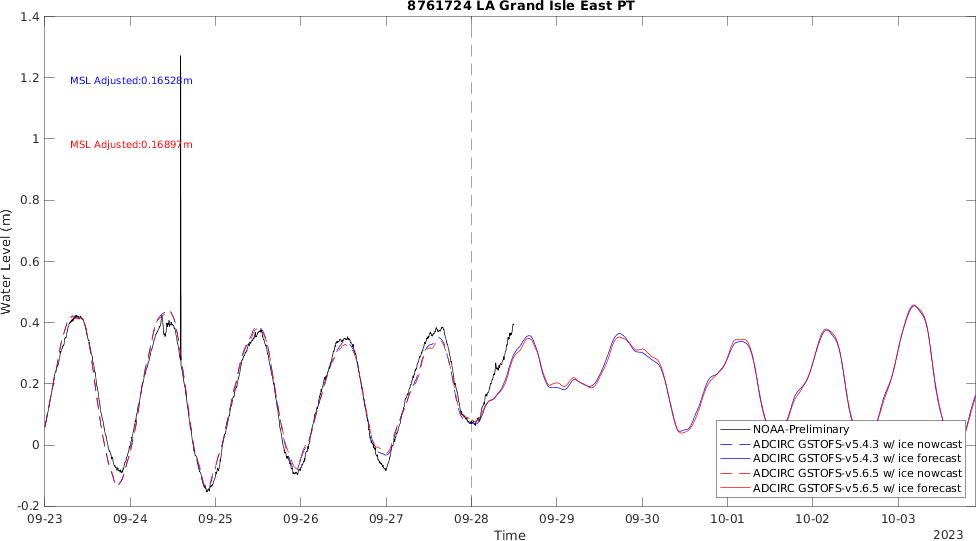 8761724 LA Grand Isle East PT
1.4
1.2
1
0.8
0.6
0.4
0.2
0
-0.2
Water Level (m)
MSL Adjusted:0.16528m
MSL Adjusted:0.16897m
NOAA-Preliminary
ADCIRC GSTOFS-v5.4.3 w/ ice nowcast
ADCIRC GSTOFS-v5.4.3 w/ ice forecast
ADCIRC GSTOFS-v5.6.5 w/ ice nowcast
ADCIRC GSTOFS-v5.6.5 w/ ice forecast
09-23 09-24 09-25 09-26 09-27 09-28 09-29 09-30 10-01 10-02 10-03
Time
2023